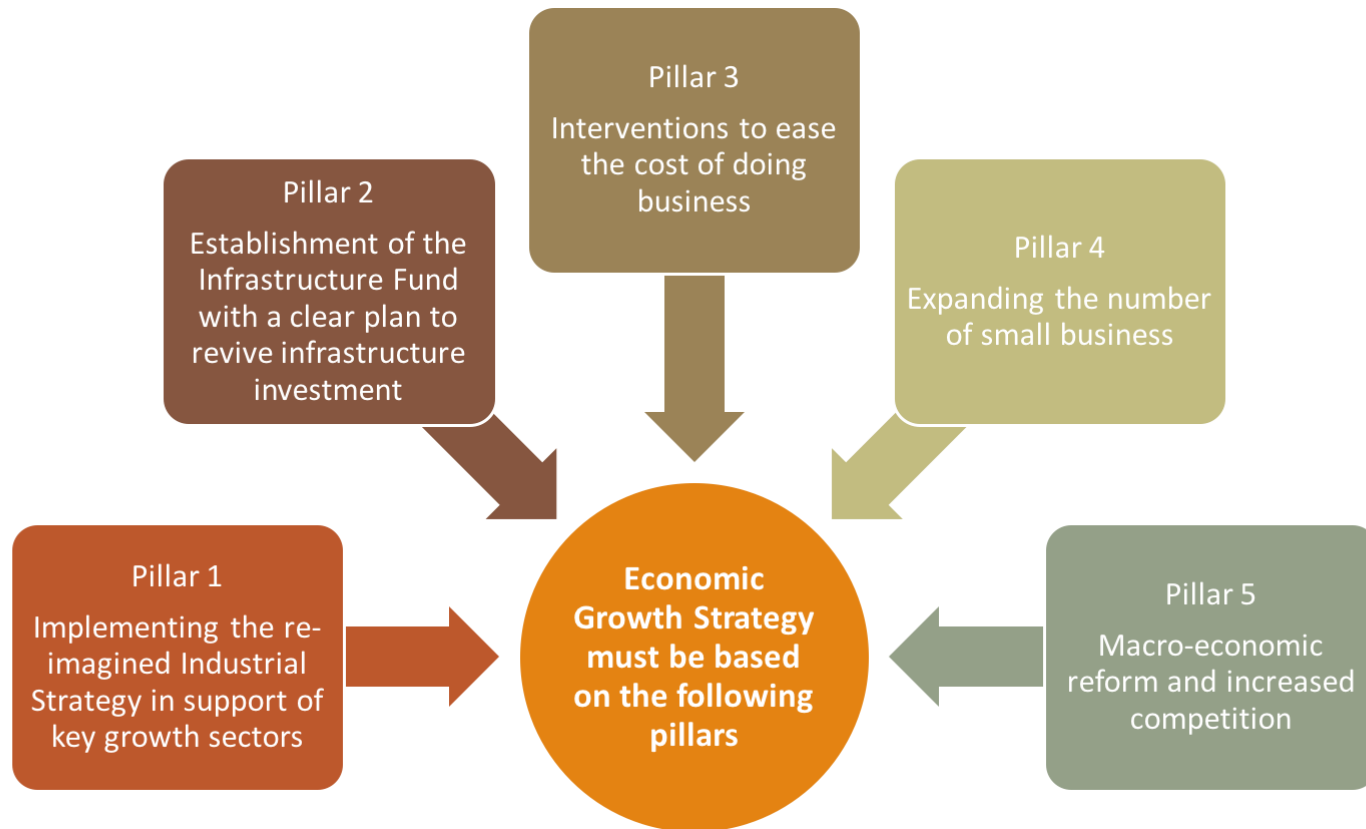 Pillar 1
Implementing the re-
imagined Industrial
Strategy in support of
key growth sectors
Pillar 2
Establishment of the
Infrastructure Fund
with a clear plan to
revive infrastructure
investment
Pillar 3
Interventions to ease
the cost of doing
business
Pillar 4
Expanding the number
of small business
Pillar 5
Macro-economic
reform and increased
competition
Economic
Growth Strategy
must be based
on the following
pillars